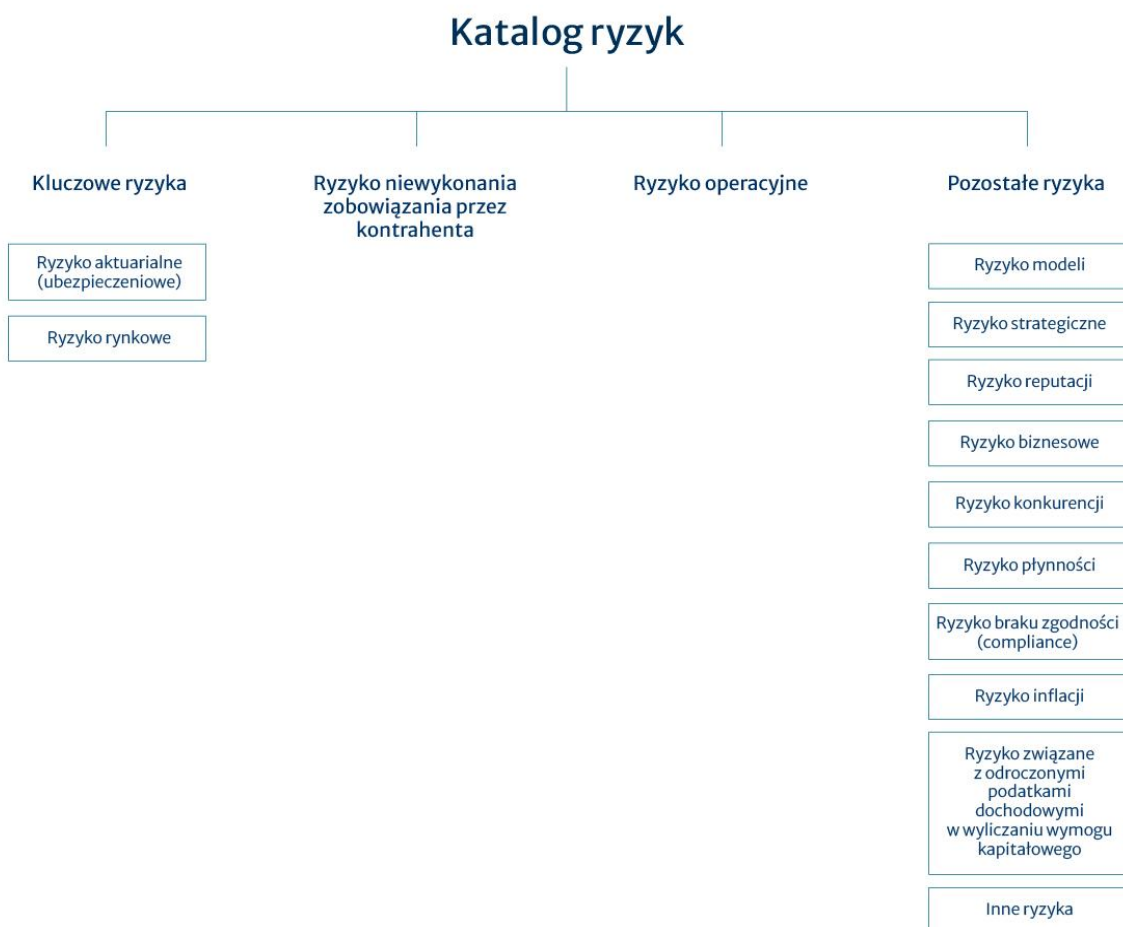 Katalog ryzyk
Kluczowe ryzyka
Ryzyko aktuarialne
(ubezpieczeniowe)
Ryzyko rynkowe
Ryzyko niewykonania
zobowiązania przez
kontrahenta
Ryzyko operacyjne
Pozostałe ryzyka
Ryzyko modeli
Ryzyko strategiczne
Ryzyko reputacji
Ryzyko biznesowe
Ryzyko konkurencji
Ryzyko płynności
Ryzyko braku zgodności
(compliance)
Ryzyko inflacji
Ryzyko związane
z odroczonymi
podatkami
dochodowymi
w wyliczaniu wymogu
kapitałowego
Inne ryzyka